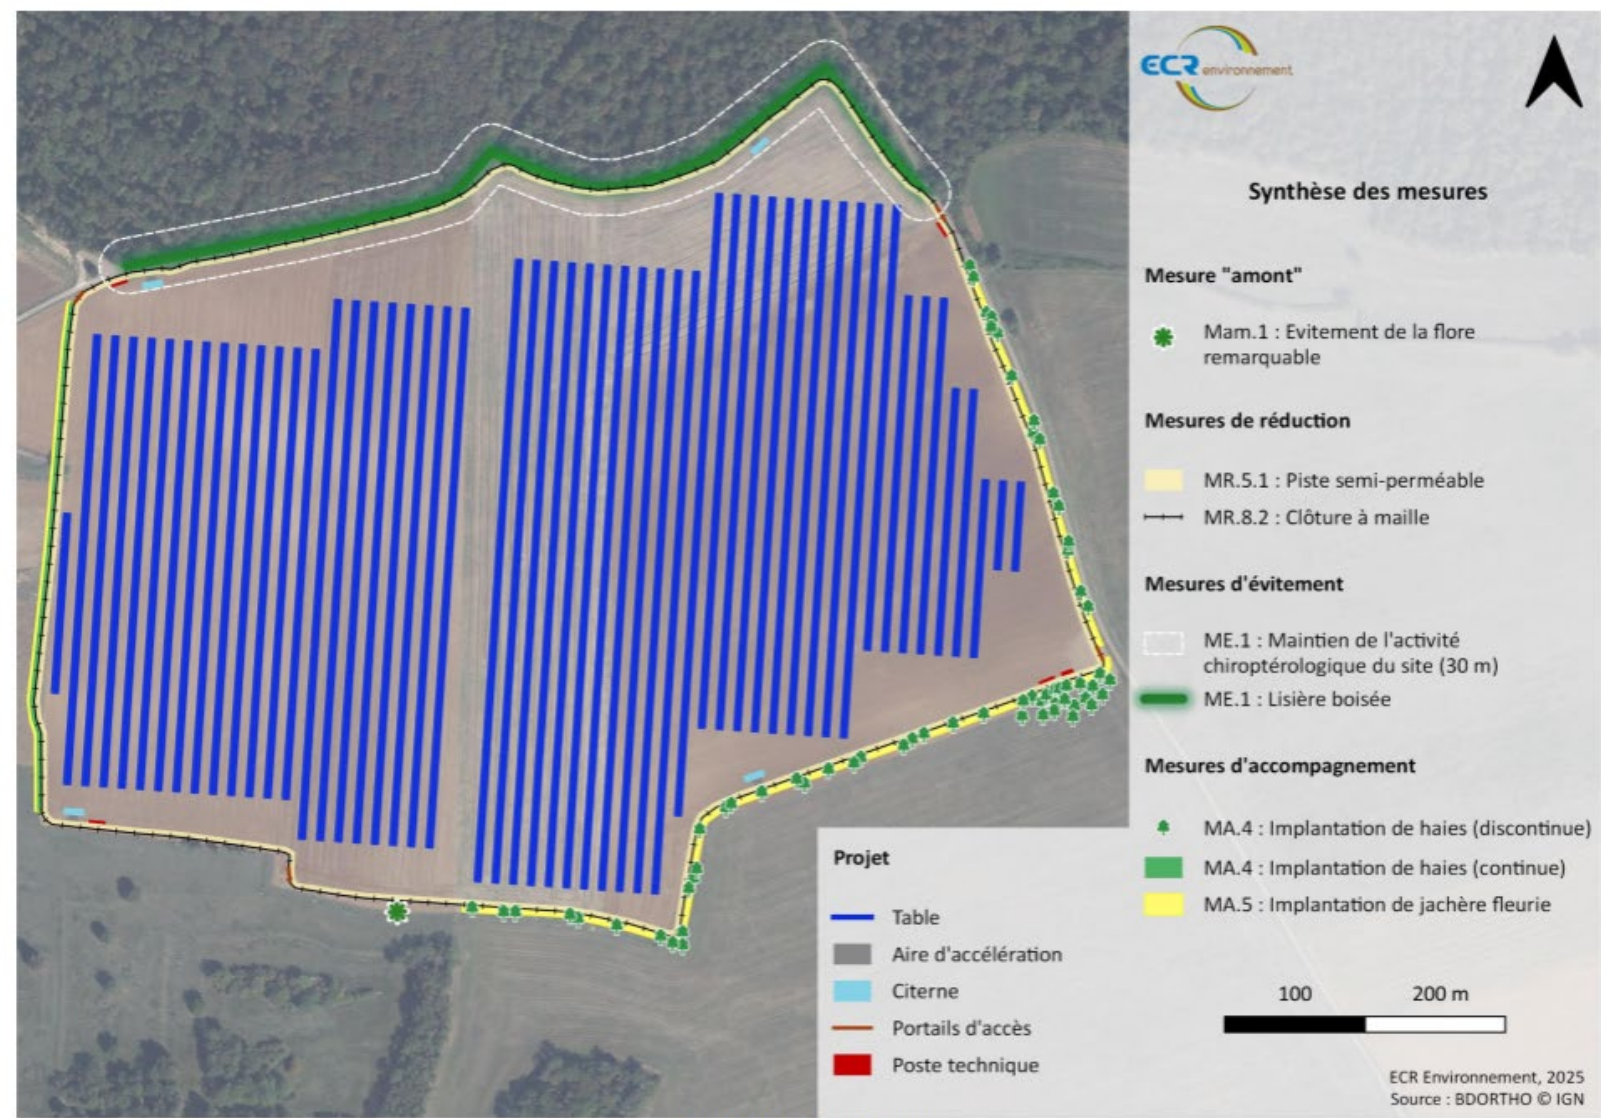 ECR environnement
Synthèse des mesures
Mesure "amont"
Mam.1 : Evitement de la flore
remarquable
Mesures de réduction
MR.5.1 : Piste semi-perméable
MR.8.2 : Clôture à maille
Mesures d'évitement
ME.1 : Maintien de l'activité
chiroptérologique du site (30 m)
ME.1 : Lisière boisée
Mesures d'accompagnement
MA.4 : Implantation de haies (discontinue)
MA.4 : Implantation de haies (continue)
MA.5 : Implantation de jachère fleurie
Projet
Table
Aire d'accélération
Citerne
Portails d'accès
Poste technique
100 200 m
ECR Environnement, 2025
Source : BDORTHO © IGN